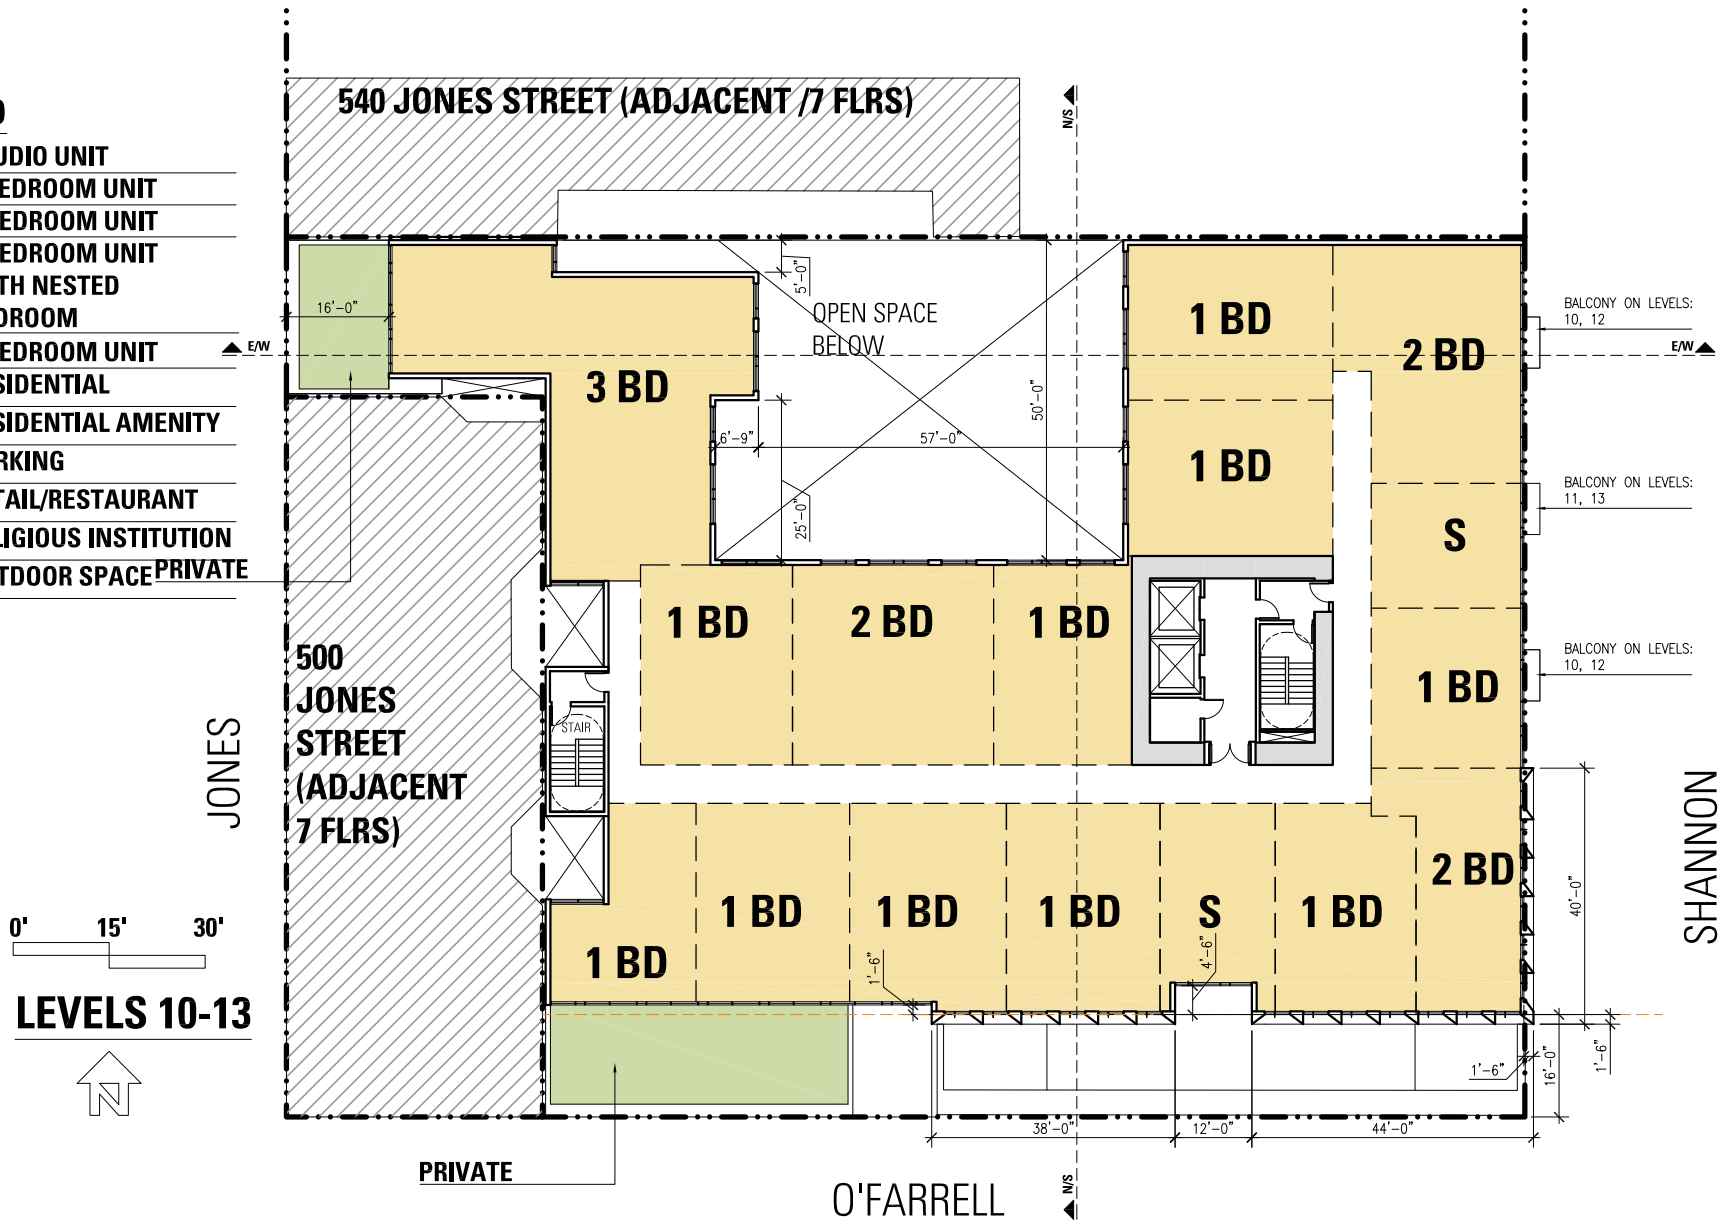 540 JONES STREET (ADJACENT /7 FLRS)
N/S
UDIO UNIT
EDROOM UNIT
EDROOM UNIT
EDROOM UNIT
TH NESTED
DROOM
EDROOM UNIT
SIDENTIAL
SIDENTIAL AMENITY
RKING
TAIL/RESTAURANT
LIGIOUS INSTITUTION
TDOOR SPACE
PRIVATE
E/W
16'-0"
5'-0"
OPEN SPACE
BELOW
50'-0"
6'-9"
57'-0"
25'-0"
3 BD
1 BD
2 BD
1 BD
S
1 BD
2 BD
BALCONY ON LEVELS:
10, 12
E/W
BALCONY ON LEVELS:
11, 13
BALCONY ON LEVELS:
10, 12
1 BD
2 BD
1 BD
500
JONES
STREET
(ADJACENT
7 FLRS)
STAIR
JONES
SHANNON
1 BD
1 BD
1 BD
1 BD
S
1 BD
1'-6"
4'-6"
40'-0"
0' 15' 30'
LEVELS 10-13
N
1'-6"
16'-0"
1'-6"
38'-0"
12'-0"
44'-0"
PRIVATE
N/S
O'FARRELL